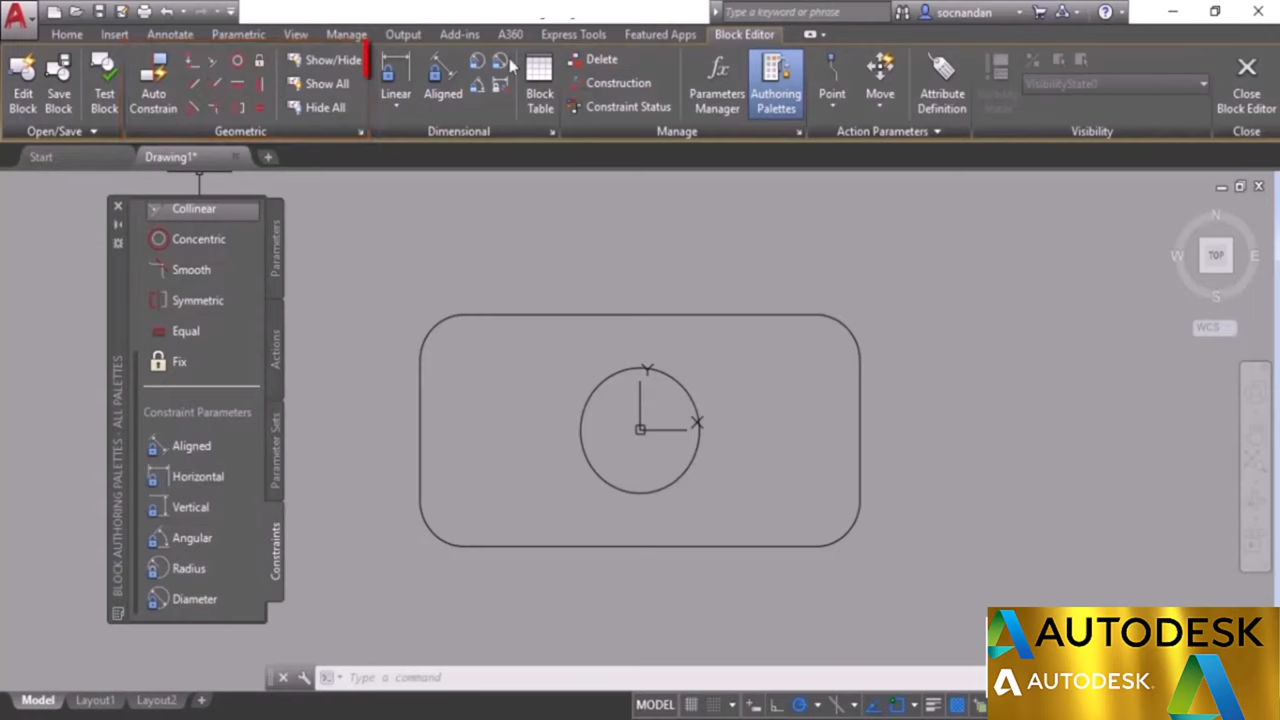 Type a keyword or phrase
socnandan
Home Insert Annotate Parametric View Manage Output Add-ins A360 Express Tools Featured Apps Block Editor
Edit Block
Save Block
Test Block
Auto Constrain
Show/Hide
Show All
Hide All
Linear
Aligned
Block Table
Delete
Construction
Constraint Status
Parameters Manager
Authoring Palettes
Point
Move
Attribute Definition
VisibilityState0
Close Block Editor
Open/Save Geometric Dimensional Manage Action Parameters Visibility Close
Start Drawing1*
Collinear
Concentric
Smooth
Symmetric
Equal
Fix
Constraint Parameters
Aligned
Horizontal
Vertical
Angular
Radius
Diameter
Parameters
Actions
Parameter Sets
Constraints
BLOCK AUTHORING PALETTES - ALL PALETTES
Y
X
N
W TOP E
S
WCS
Type a command
Model Layout1 Layout2
MODEL
AUTODESK
AUTODESK.